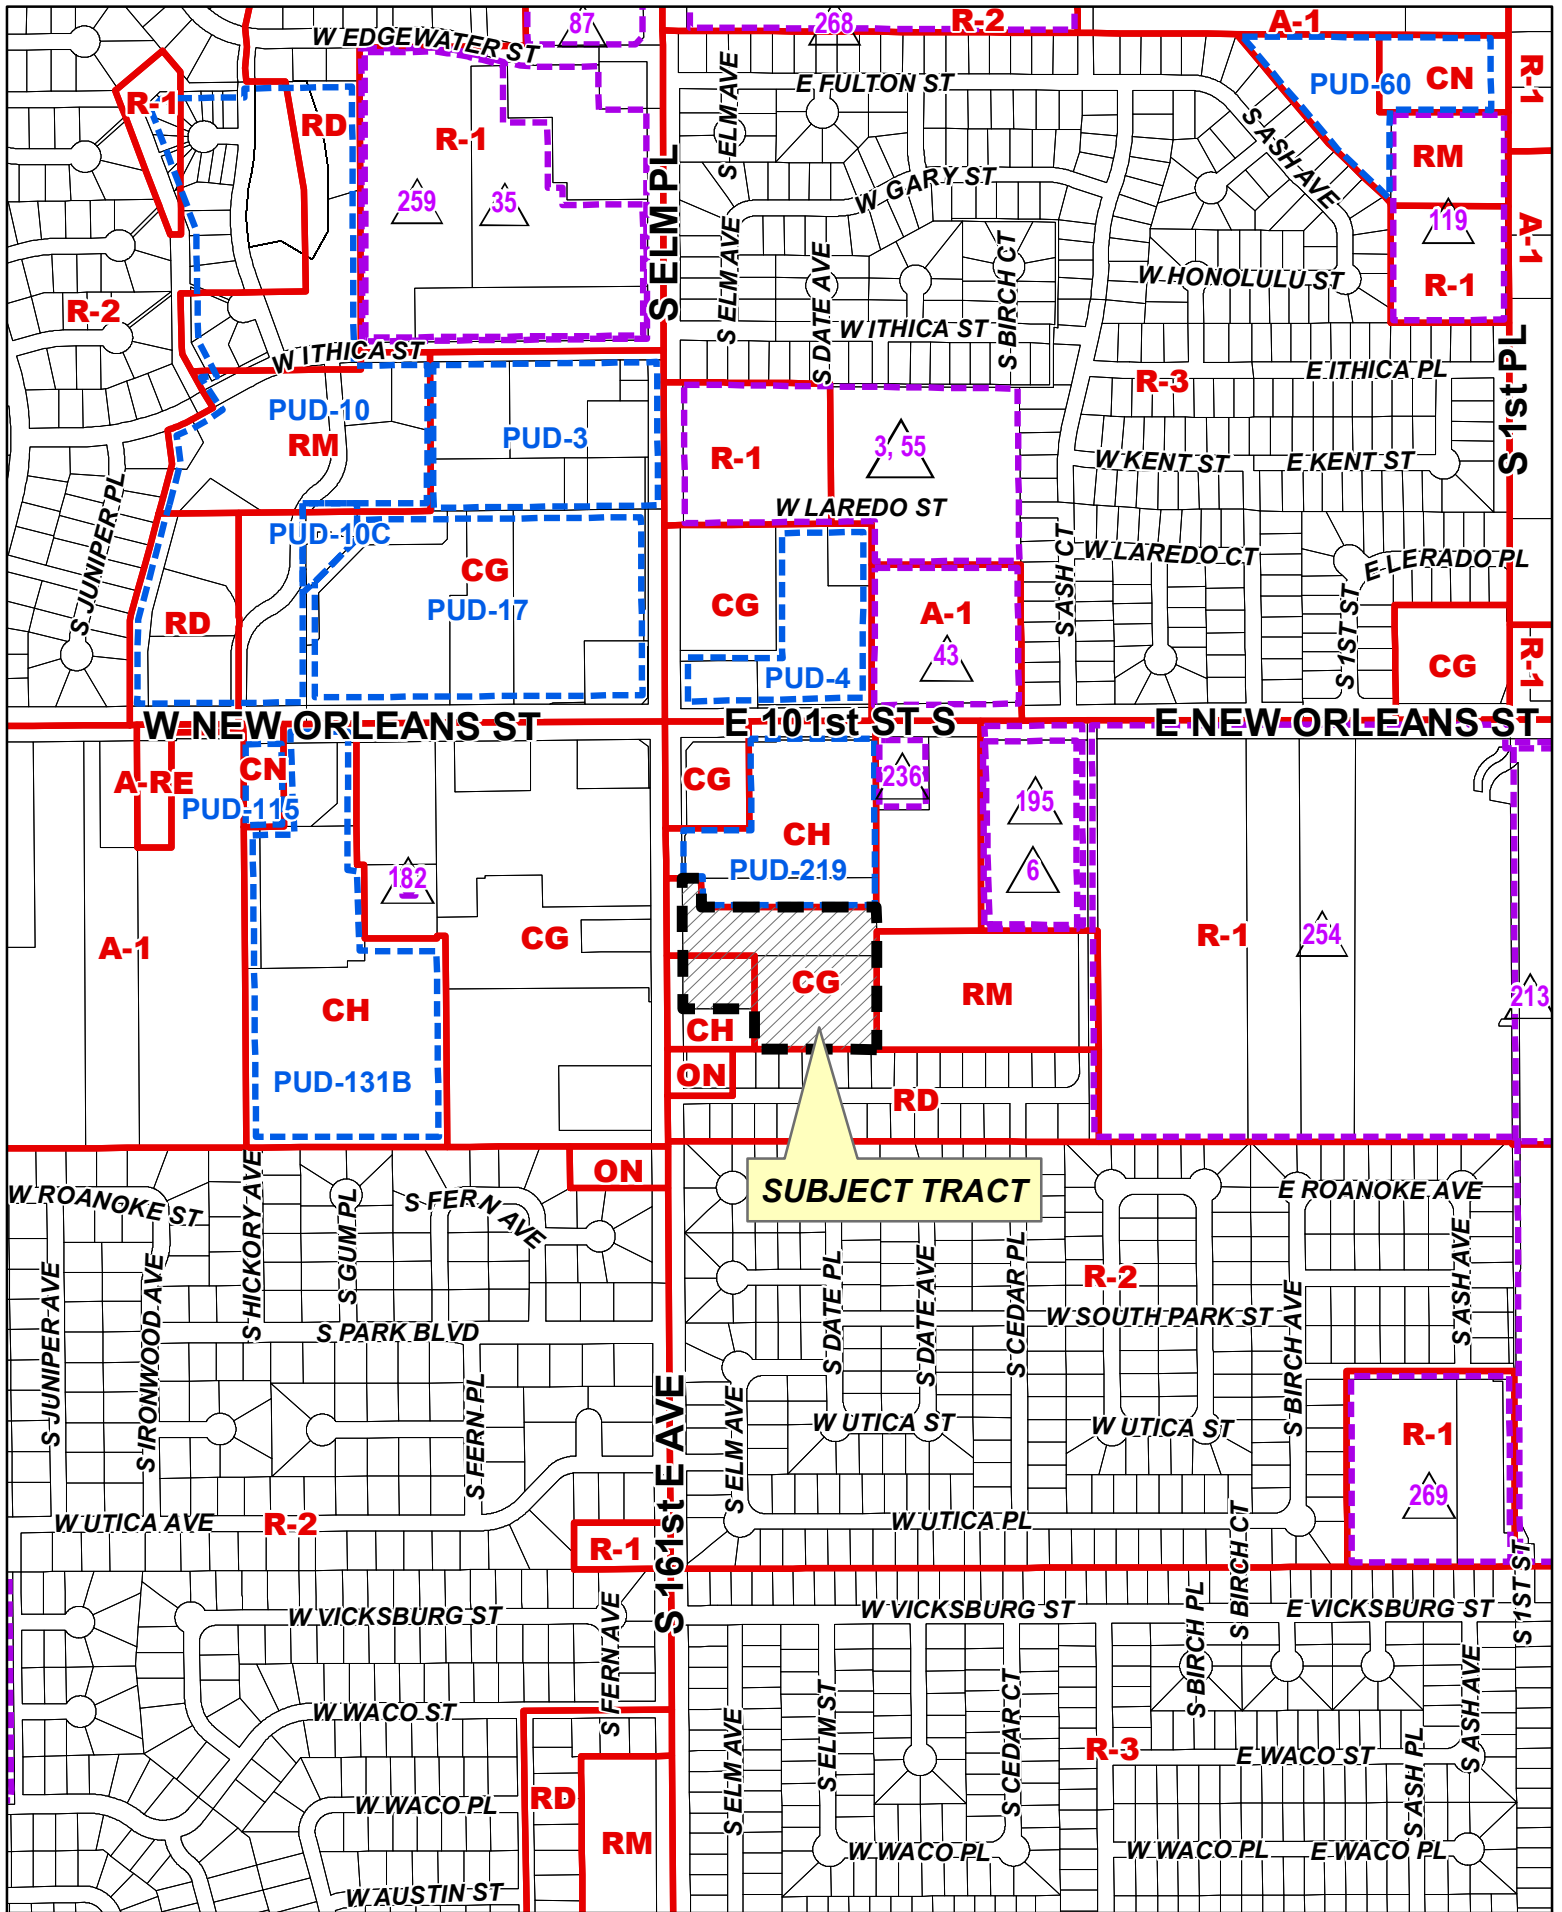 87
268
R-2
A-1
W EDGEWATER ST
R-1
PUD-60
CN
E FULTON ST
S ELM AVE
R-1
RD
R-1
S ASH AVE
RM
S ELM PL
W GARY ST
259
35
119
A-1
S ELM AVE
S DATE AVE
S BIRCH CT
W HONOLULU ST
R-1
R-2
W ITHICA ST
W ITHICA ST
S 1st PL
R-3
E ITHICA PL
PUD-10
RM
PUD-3
R-1
3, 55
W KENT ST
E KENT ST
S JUNIPER PL
W LAREDO ST
PUD-10C
CG
PUD-17
S ASH CT
W LAREDO CT
E LERADO PL
RD
CG
A-1
43
S 1ST ST
CG
R-1
PUD-4
W NEW ORLEANS ST
E 101st ST S
E NEW ORLEANS ST
A-RE
CN
PUD-115
CG
236
195
CH
PUD-219
6
182
A-1
CG
R-1
254
CH
CG
RM
213
CH
PUD-131B
ON
RD
ON
SUBJECT TRACT
W ROANOKE ST
S HICKORY AVE
S GUM PL
S FERN AVE
E ROANOKE AVE
S JUNIPER AVE
S IRONWOOD AVE
S DATE PL
S DATE AVE
S CEDAR PL
R-2
S BIRCH AVE
S ASH AVE
S PARK BLVD
W SOUTH PARK ST
S FERN PL
S 161st E AVE
S ELM AVE
W UTICA ST
W UTICA ST
R-1
269
W UTICA AVE
R-2
R-1
W UTICA PL
S BIRCH CT
S 1ST ST
W VICKSBURG ST
S FERN AVE
W VICKSBURG ST
S BIRCH PL
E VICKSBURG ST
W WACO ST
S ELM AVE
S ELM ST
S CEDAR CT
R-3
E WACO ST
S ASH PL
S ASH AVE
RD
W WACO PL
RM
W WACO PL
W WACO PL
E WACO PL
W AUSTIN ST